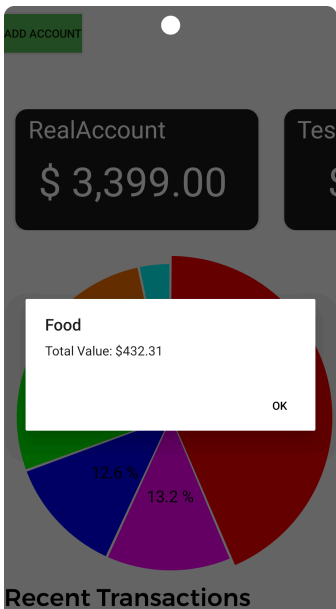 ADD ACCOUNT
RealAccount
Tes
$ 3,399.00
$
Food
Total Value: $432.31
OK
12.6 %
13.2 %
Recent Transactions